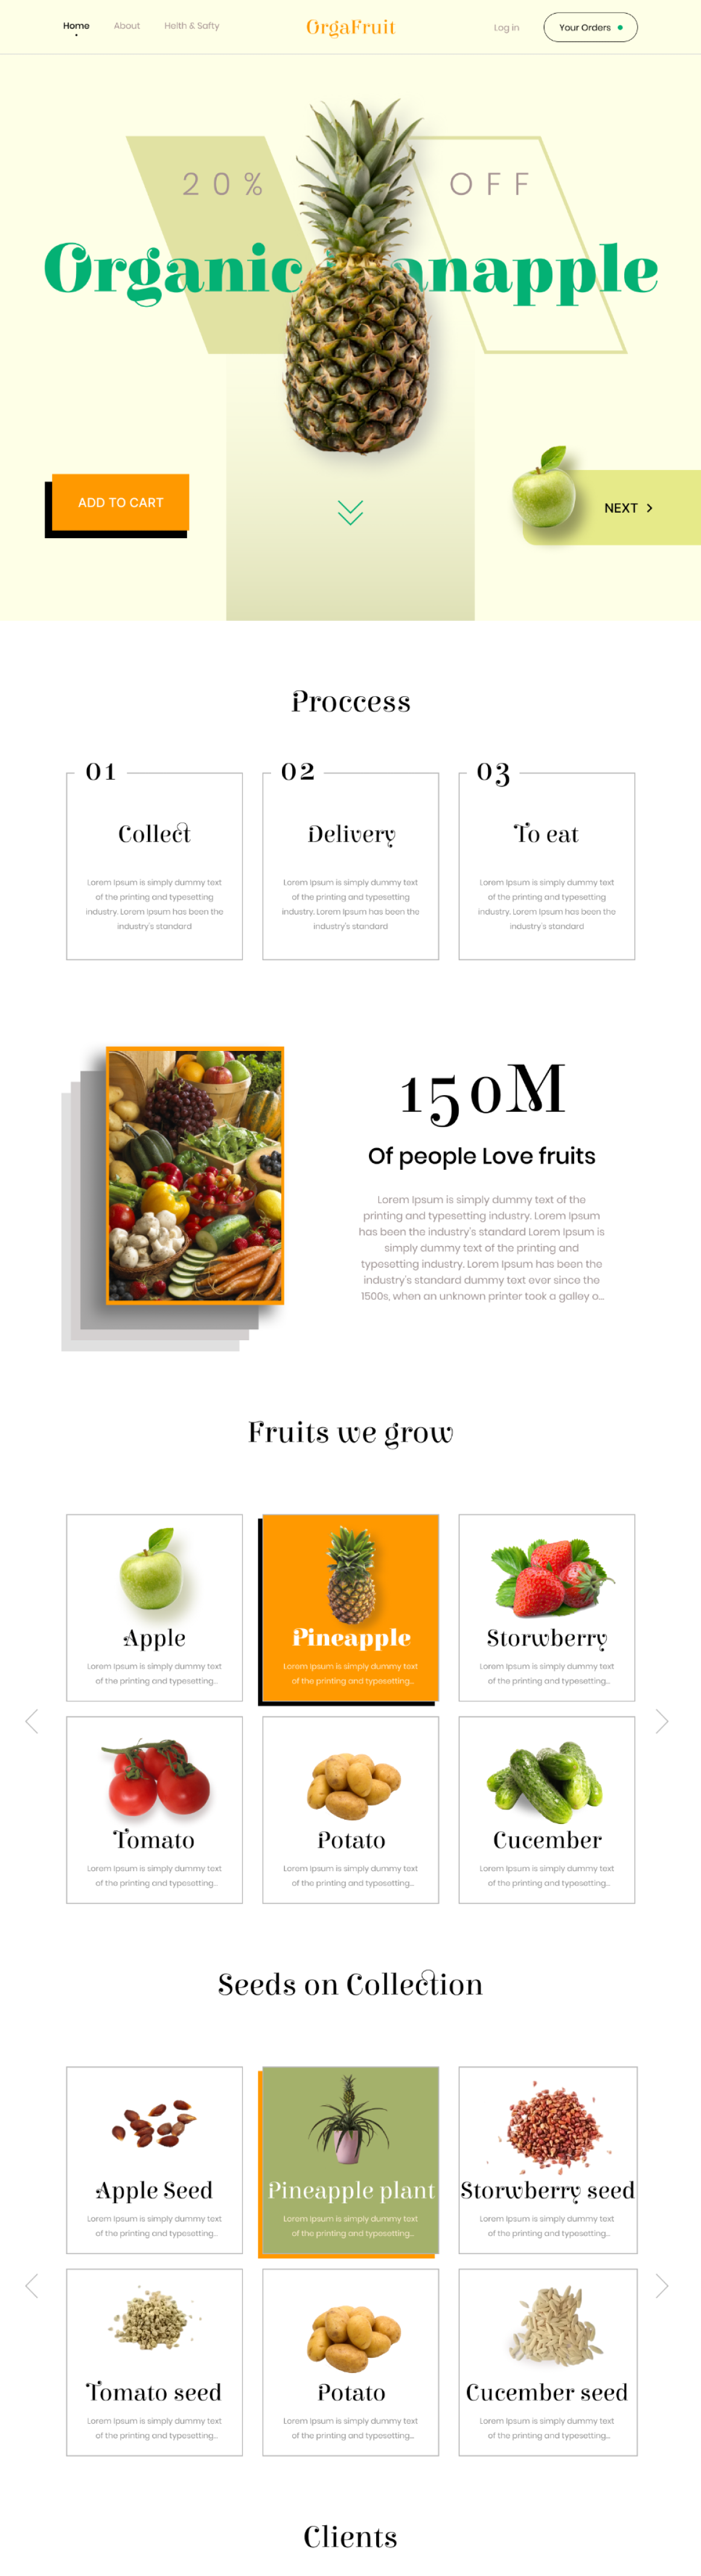 Home
About
Helth & Safty
OrgaFruit
Log in
Your Orders
20%
OFF
Organic
anapple
ADD TO CART
NEXT
Proccess
01
02
03
Collect
Delivery
To eat
Lorem Ipsum is simply dummy text
of the printing and typesetting
industry. Lorem Ipsum has been the
industry's standard
Lorem Ipsum is simply dummy text
of the printing and typesetting
industry. Lorem Ipsum has been the
industry's standard
Lorem Ipsum is simply dummy text
of the printing and typesetting
industry. Lorem Ipsum has been the
industry's standard
150M
Of people Love fruits
Lorem Ipsum is simply dummy text of the
printing and typesetting industry. Lorem Ipsum
has been the industry's standard Lorem Ipsum is
simply dummy text of the printing and
typesetting industry. Lorem Ipsum has been the
industry's standard dummy text ever since the
1500s, when an unknown printer took a galley o...
Fruits we grow
Apple
Lorem Ipsum is simply dummy text
of the printing and typesetting...
Pineapple
Lorem Ipsum is simply dummy text
of the printing and typesetting...
Storwberry
Lorem Ipsum is simply dummy text
of the printing and typesetting...
Tomato
Lorem Ipsum is simply dummy text
of the printing and typesetting...
Potato
Lorem Ipsum is simply dummy text
of the printing and typesetting...
Cucember
Lorem Ipsum is simply dummy text
of the printing and typesetting...
Seeds on Collection
Apple Seed
Lorem Ipsum is simply dummy text
of the printing and typesetting...
Pineapple plant
Lorem Ipsum is simply dummy text
of the printing and typesetting...
Storwberry seed
Lorem Ipsum is simply dummy text
of the printing and typesetting...
Tomato seed
Lorem Ipsum is simply dummy text
of the printing and typesetting...
Potato
Lorem Ipsum is simply dummy text
of the printing and typesetting...
Cucember seed
Lorem Ipsum is simply dummy text
of the printing and typesetting...
Clients